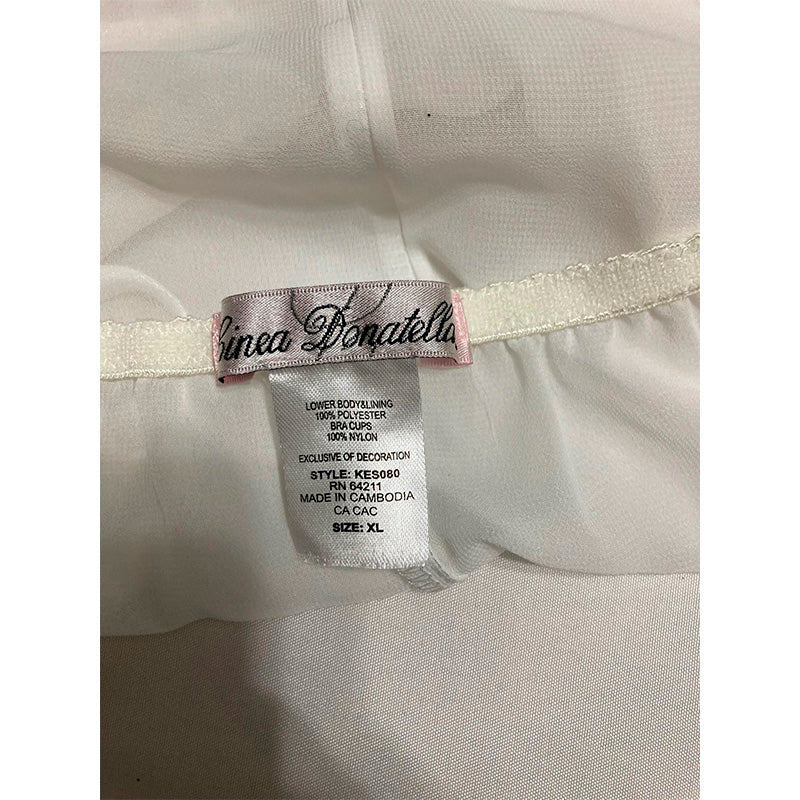 Linea Donatella
LOWER BODY&LINING
100% POLYESTER
BRA CUPS
100% NYLON
EXCLUSIVE OF DECORATION
STYLE: KES080
RN 64211
MADE IN CAMBODIA
CA CAC
SIZE: XL